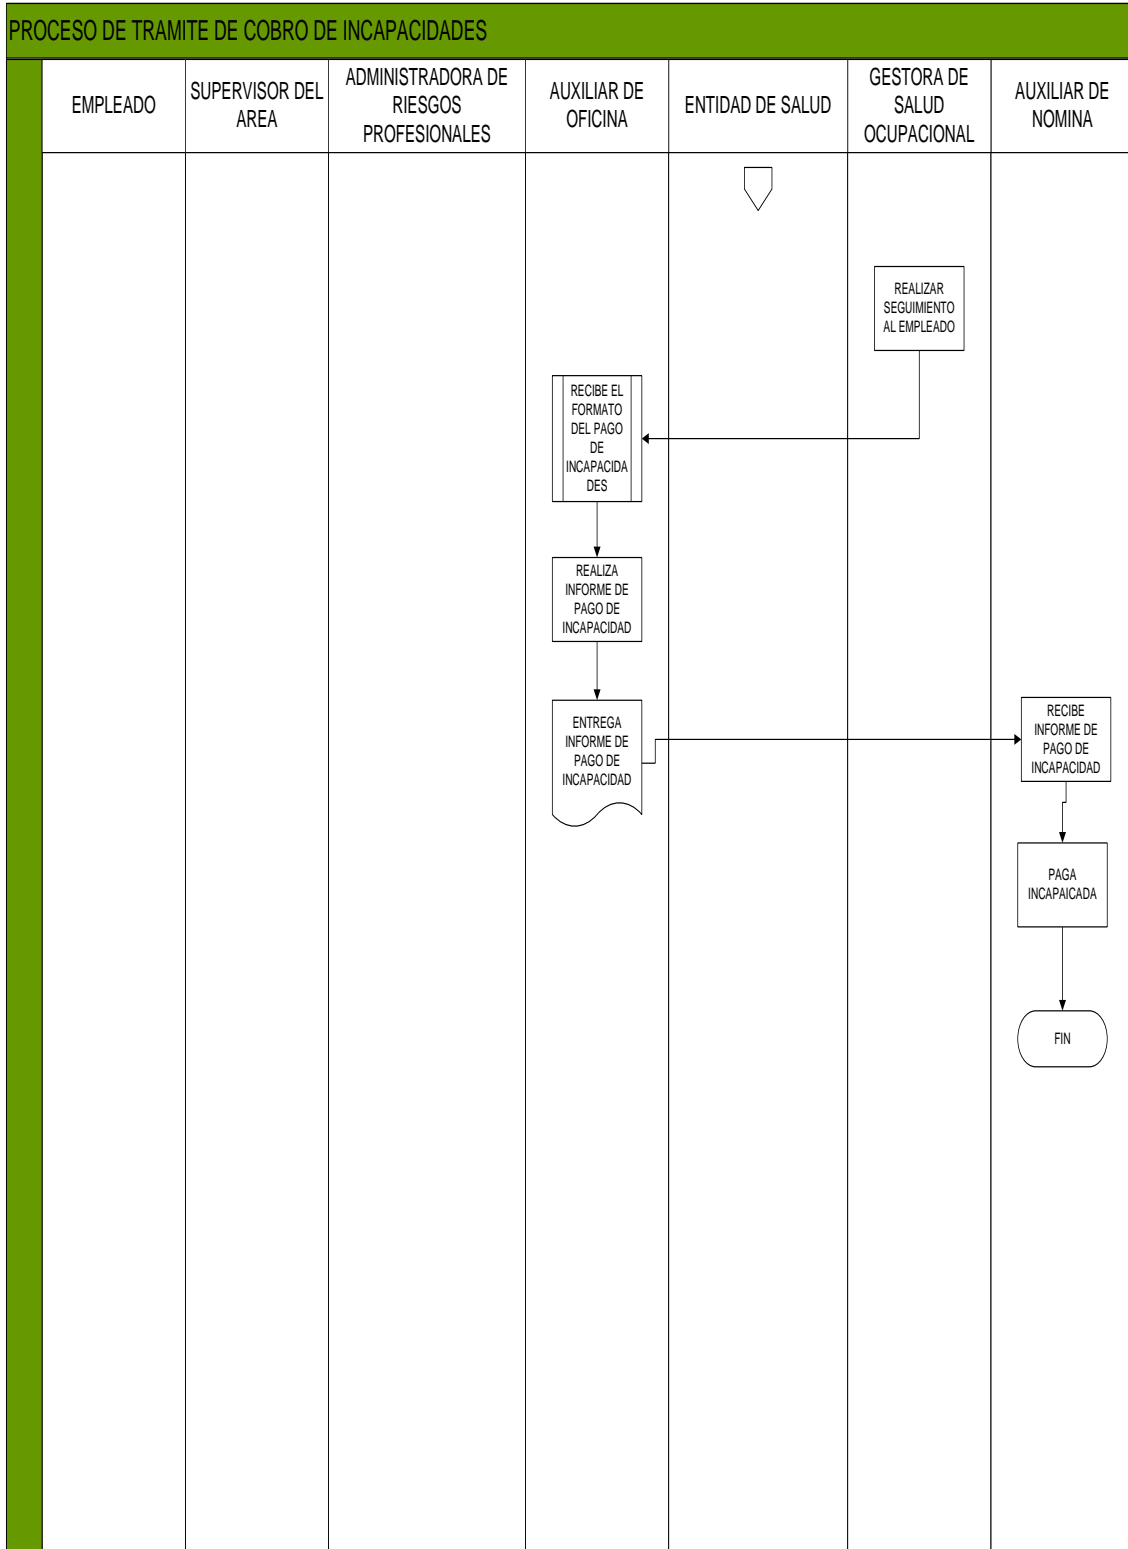 PROCESO DE TRAMITE DE COBRO DE INCAPACIDADES
EMPLEADO
SUPERVISOR DEL
AREA
ADMINISTRADORA DE
RIESGOS
PROFESIONALES
AUXILIAR DE
OFICINA
ENTIDAD DE SALUD
GESTORA DE
SALUD
OCUPACIONAL
AUXILIAR DE
NOMINA
REALIZAR
SEGUIMIENTO
AL EMPLEADO
RECIBE EL
FORMATO
DEL PAGO
DE
INCAPACIDA
DES
REALIZA
INFORME DE
PAGO DE
INCAPACIDAD
ENTREGA
INFORME DE
PAGO DE
INCAPACIDAD
RECIBE
INFORME DE
PAGO DE
INCAPACIDAD
PAGA
INCAPAICADA
FIN